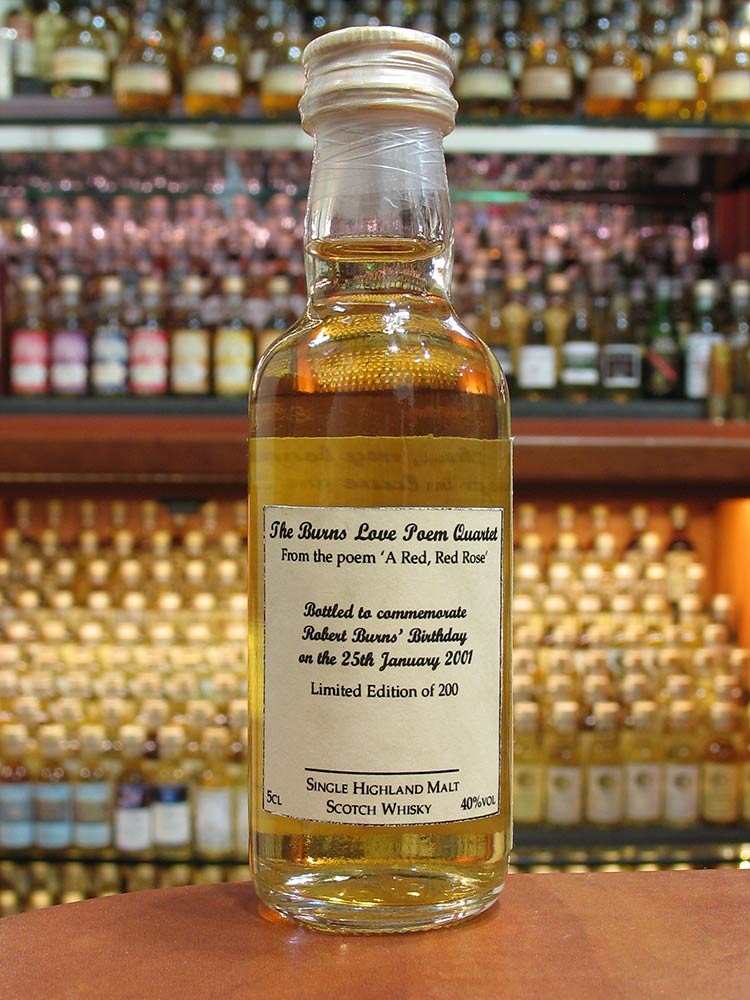 The Burns Love Poem Quartet
From the poem 'A Red, Red Rose'
Bottled to commemorate
Robert Burns' Birthday
on the 25th January 2001
Limited Edition of 200
Single Highland Malt
5cl Scotch Whisky 40%vol